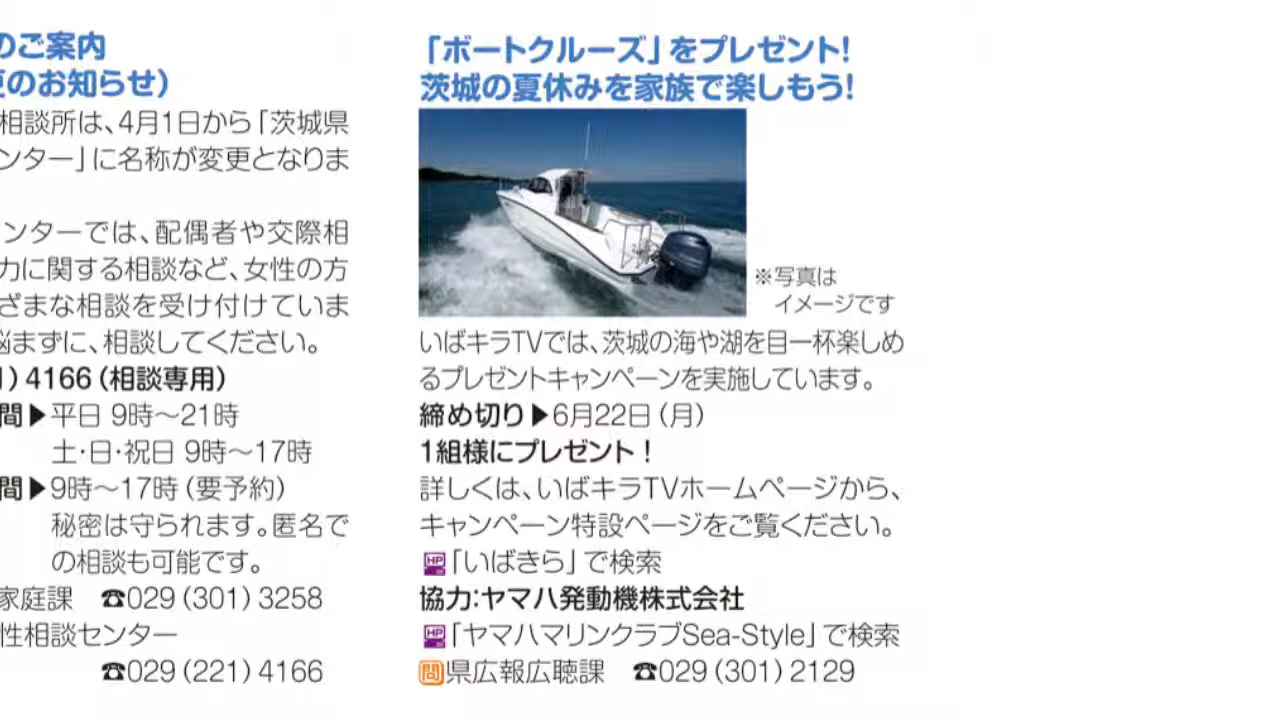 のご案内
のお知らせ）
相談所は、4月1日から「茨城県
ンター」に名称が変更となりま
ンターでは、配偶者や交際相
力に関する相談など、女性の方
ざまな相談を受け付けていま
まずに、相談してください。
）4166（相談専用）
間▶平日 9時～21時
土・日・祝日 9時～17時
間▶9時～17時（要予約）
秘密は守られます。匿名で
の相談も可能です。
家庭課　☎029（301）3258
性相談センター
☎029（221）4166
「ボートクルーズ」をプレゼント!
茨城の夏休みを家族で楽しもう!
※写真は
イメージです
いばキラTVでは、茨城の海や湖を目一杯楽しめ
るプレゼントキャンペーンを実施しています。
締め切り▶6月22日（月）
1組様にプレゼント！
詳しくは、いばキラTVホームページから、
キャンペーン特設ページをご覧ください。
HP「いばきら」で検索
協力：ヤマハ発動機株式会社
HP「ヤマハマリンクラブSea-Style」で検索
問県広報広聴課　☎029（301）2129